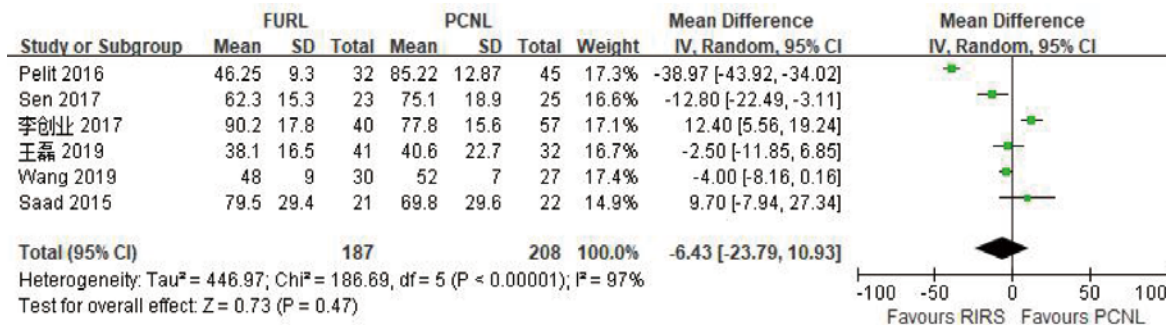 FURL PCNL Mean Difference Mean Difference
Study or Subgroup Mean SD Total Mean SD Total Weight IV, Random, 95% CI IV, Random, 95% CI
Pelit 2016 46.25 9.3 32 85.22 12.87 45 17.3% -38.97 [-43.92, -34.02]
Sen 2017 62.3 15.3 23 75.1 18.9 25 16.6% -12.80 [-22.49, -3.11]
李创业 2017 90.2 17.8 40 77.8 15.6 57 17.1% 12.40 [5.56, 19.24]
王磊 2019 38.1 16.5 41 40.6 22.7 32 16.7% -2.50 [-11.85, 6.85]
Wang 2019 48 9 30 52 7 27 17.4% -4.00 [-8.16, 0.16]
Saad 2015 79.5 29.4 21 69.8 29.6 22 14.9% 9.70 [-7.94, 27.34]
Total (95% CI) 187 208 100.0% -6.43 [-23.79, 10.93]
Heterogeneity: Tau² = 446.97; Chi² = 186.69, df = 5 (P < 0.00001); I² = 97%
Test for overall effect: Z = 0.73 (P = 0.47)
-100 -50 0 50 100
Favours RIRS Favours PCNL